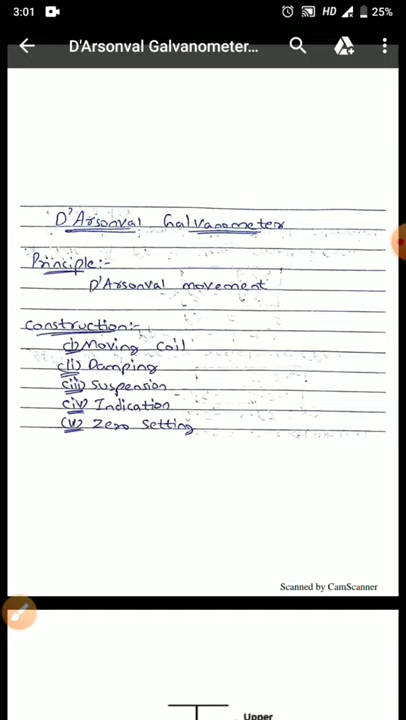 3:01 HD 25%
D'Arsonval Galvanometer...
D'Arsonval Galvanometer
Principle:-
D'Arsonval movement
Construction:-
(i) Moving coil
(ii) Damping
(iii) Suspension
(iv) Indication
(v) Zero setting
Scanned by CamScanner
Upper